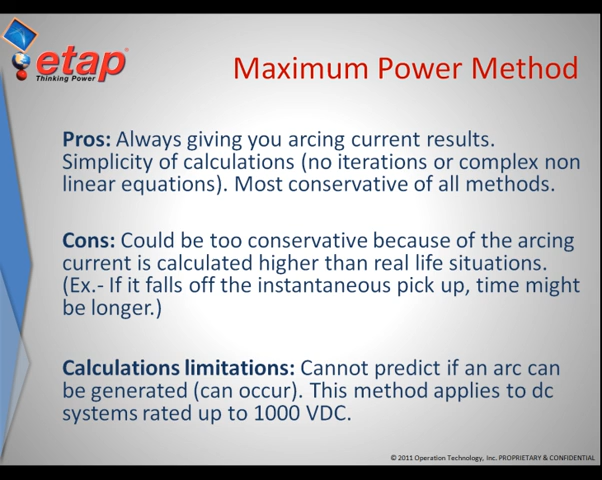 etap®
Thinking Power™
Maximum Power Method
Pros: Always giving you arcing current results.
Simplicity of calculations (no iterations or complex non
linear equations). Most conservative of all methods.
Cons: Could be too conservative because of the arcing
current is calculated higher than real life situations.
(Ex.- If it falls off the instantaneous pick up, time might
be longer.)
Calculations limitations: Cannot predict if an arc can
be generated (can occur). This method applies to dc
systems rated up to 1000 VDC.
© 2011 Operation Technology, Inc. PROPRIETARY & CONFIDENTIAL